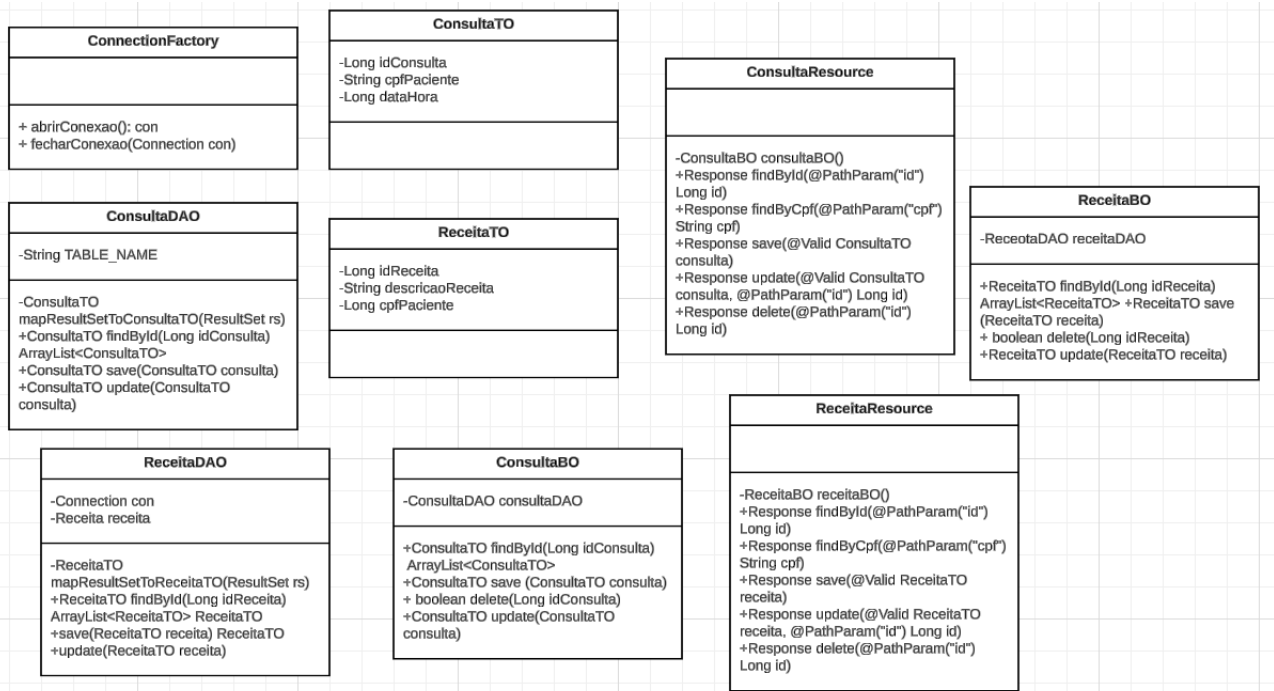 ConnectionFactory
+ abrirConexao(): con
+ fecharConexao(Connection con)
ConsultaTO
-Long idConsulta
-String cpfPaciente
-Long dataHora
ConsultaResource
-ConsultaBO consultaBO()
+Response findById(@PathParam("id")
Long id)
+Response findByCpf(@PathParam("cpf")
String cpf)
+Response save(@Valid ConsultaTO
consulta)
+Response update(@Valid ConsultaTO
consulta, @PathParam("id") Long id)
+Response delete(@PathParam("id")
Long id)
ReceitaBO
-ReceotaDAO receitaDAO
+ReceitaTO findById(Long idReceita)
ArrayList<ReceitaTO> +ReceitaTO save
(ReceitaTO receita)
+ boolean delete(Long idReceita)
+ReceitaTO update(ReceitaTO receita)
ConsultaDAO
-String TABLE_NAME
-ConsultaTO
mapResultSetToConsultaTO(ResultSet rs)
+ConsultaTO findById(Long idConsulta)
ArrayList<ConsultaTO>
+ConsultaTO save(ConsultaTO consulta)
+ConsultaTO update(ConsultaTO
consulta)
ReceitaTO
-Long idReceita
-String descricaoReceita
-Long cpfPaciente
ReceitaDAO
-Connection con
-Receita receita
-ReceitaTO
mapResultSetToReceitaTO(ResultSet rs)
+ReceitaTO findById(Long idReceita)
ArrayList<ReceitaTO> ReceitaTO
+save(ReceitaTO receita) ReceitaTO
+update(ReceitaTO receita)
ConsultaBO
-ConsultaDAO consultaDAO
+ConsultaTO findById(Long idConsulta)
ArrayList<ConsultaTO>
+ConsultaTO save (ConsultaTO consulta)
+ boolean delete(Long idConsulta)
+ConsultaTO update(ConsultaTO
consulta)
ReceitaResource
-ReceitaBO receitaBO()
+Response findById(@PathParam("id")
Long id)
+Response findByCpf(@PathParam("cpf")
String cpf)
+Response save(@Valid ReceitaTO
receita)
+Response update(@Valid ReceitaTO
receita, @PathParam("id") Long id)
+Response delete(@PathParam("id")
Long id)